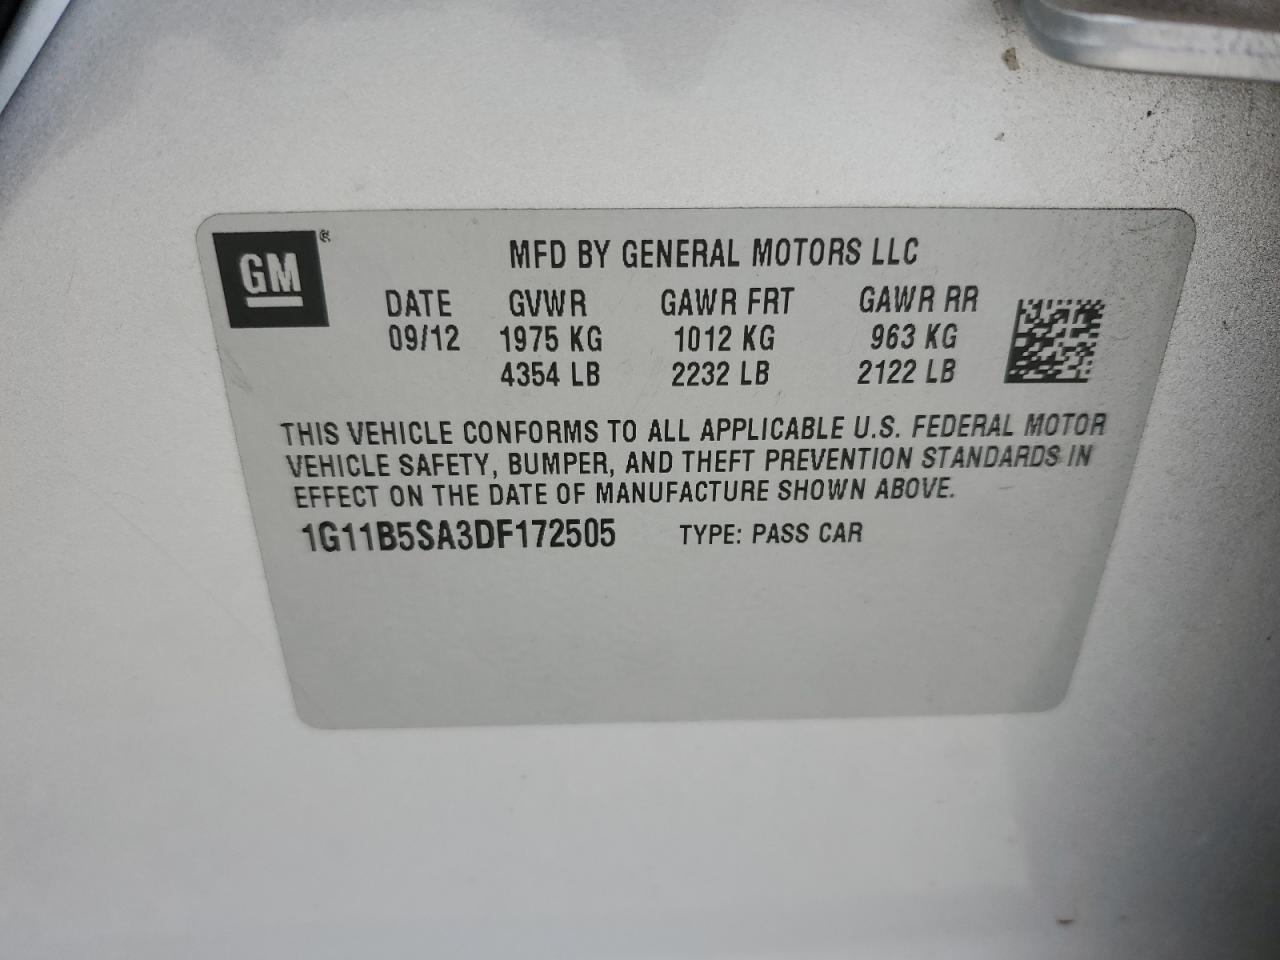 GM®
MFD BY GENERAL MOTORS LLC
DATE GVWR GAWR FRT GAWR RR
09/12 1975 KG 1012 KG 963 KG
4354 LB 2232 LB 2122 LB
THIS VEHICLE CONFORMS TO ALL APPLICABLE U.S. FEDERAL MOTOR
VEHICLE SAFETY, BUMPER, AND THEFT PREVENTION STANDARDS IN
EFFECT ON THE DATE OF MANUFACTURE SHOWN ABOVE.
1G11B5SA3DF172505 TYPE: PASS CAR